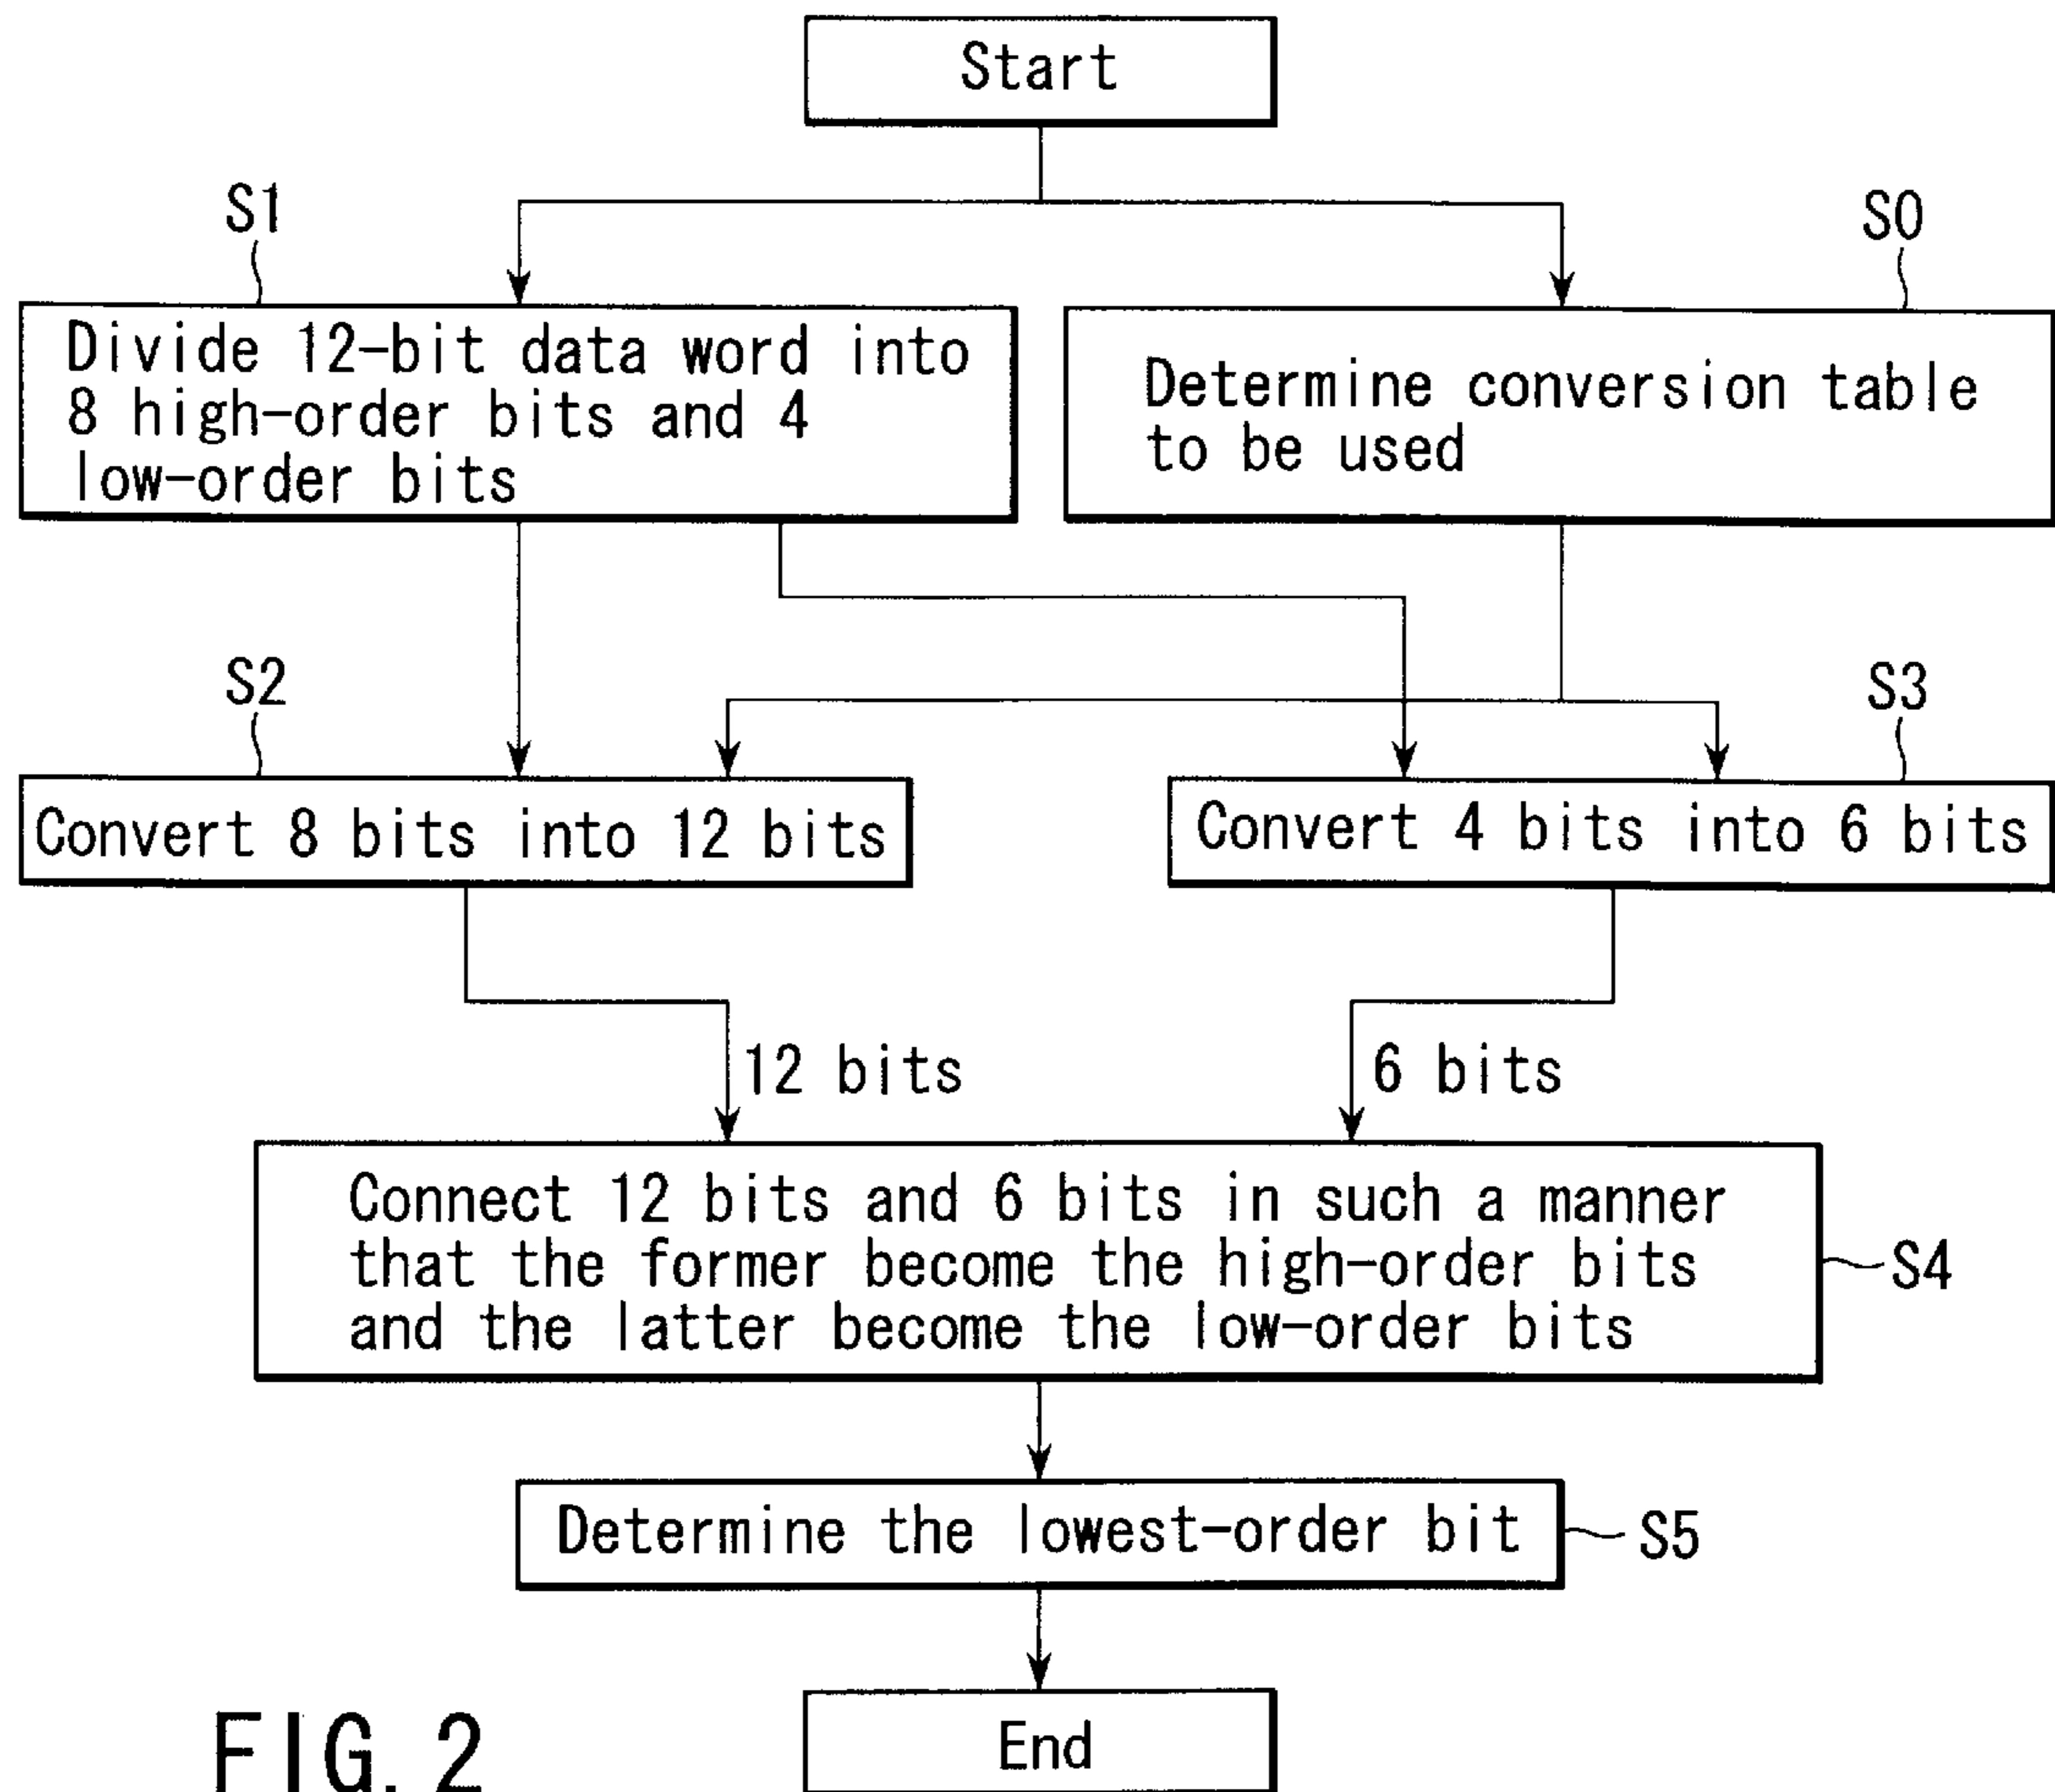 Start
S1
S0
Divide 12-bit data word into
8 high-order bits and 4
low-order bits
Determine conversion table
to be used
S2
S3
Convert 8 bits into 12 bits
Convert 4 bits into 6 bits
12 bits
6 bits
Connect 12 bits and 6 bits in such a manner
that the former become the high-order bits
and the latter become the low-order bits
S4
Determine the lowest-order bit
S5
End
FIG. 2